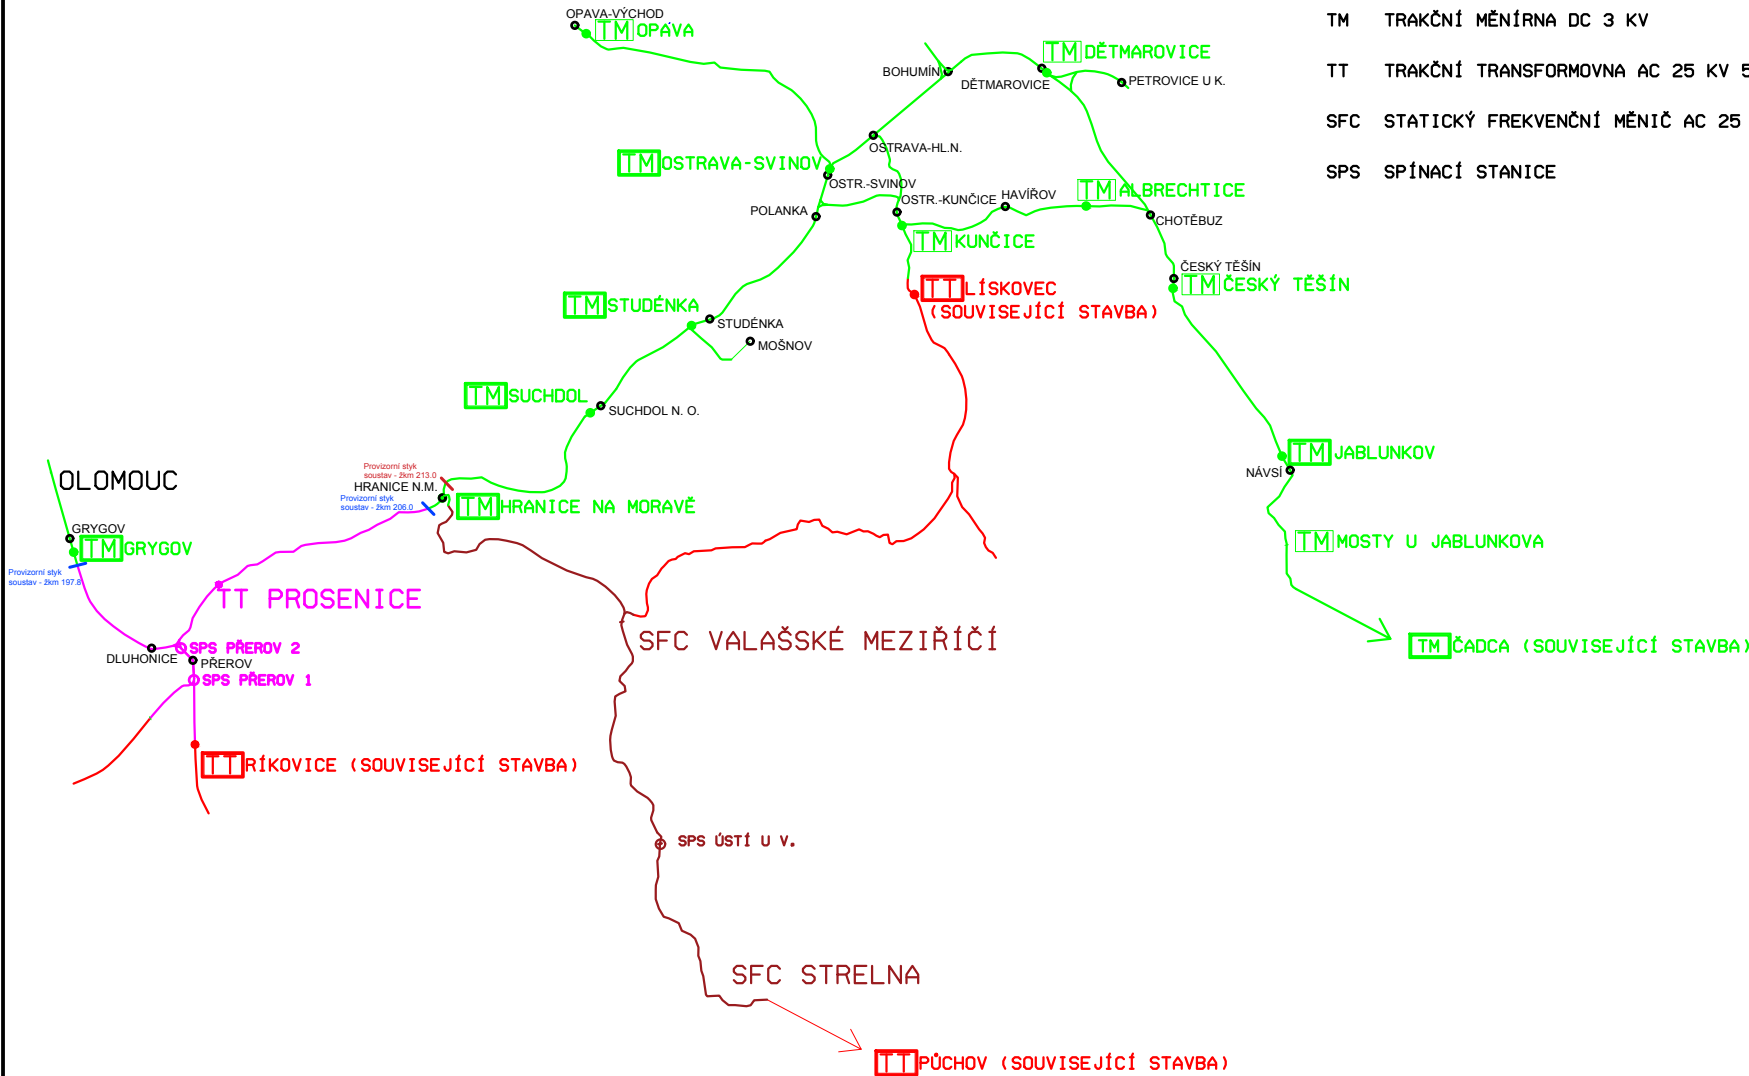 OPAVA-VÝCHOD
TM OPAVA
TM TRAKČNÍ MĚNÍRNA DC 3 KV
TT TRAKČNÍ TRANSFORMOVNA AC 25 KV 5
SFC STATICKÝ FREKVENČNÍ MĚNIČ AC 25
SPS SPÍNACÍ STANICE
TM DĚTMAROVICE
BOHUMÍN
DĚTMAROVICE
PETROVICE U K.
OSTRAVA-HL.N.
TM OSTRAVA-SVINOV
OSTR.-SVINOV
TM ALBRECHTICE
OSTR.-KUNČICE
HAVÍŘOV
POLANKA
CHOTĚBUZ
TM KUNČICE
ČESKÝ TĚŠÍN
TM ČESKÝ TĚŠÍN
TT LÍSKOVEC
(SOUVISEJÍCÍ STAVBA)
TM STUDÉNKA
STUDÉNKA
MOŠNOV
TM SUCHDOL
SUCHDOL N. O.
TM JABLUNKOV
NÁVSÍ
OLOMOUC
Provizorní styk
soustav - žkm 213.0
HRANICE N.M.
Provizorní styk
soustav - žkm 206.0
TM HRANICE NA MORAVĚ
GRYGOV
TM GRYGOV
TM MOSTY U JABLUNKOVA
Provizorní styk
soustav - žkm 197.8
TT PROSENICE
SFC VALAŠSKÉ MEZIŘÍČÍ
TM ČADCA (SOUVISEJÍCÍ STAVBA)
SPS PŘEROV 2
DLUHONICE
PŘEROV
SPS PŘEROV 1
TT RÍKOVICE (SOUVISEJÍCÍ STAVBA)
SPS ÚSTÍ U V.
SFC STRELNA
TT PŮCHOV (SOUVISEJÍCÍ STAVBA)